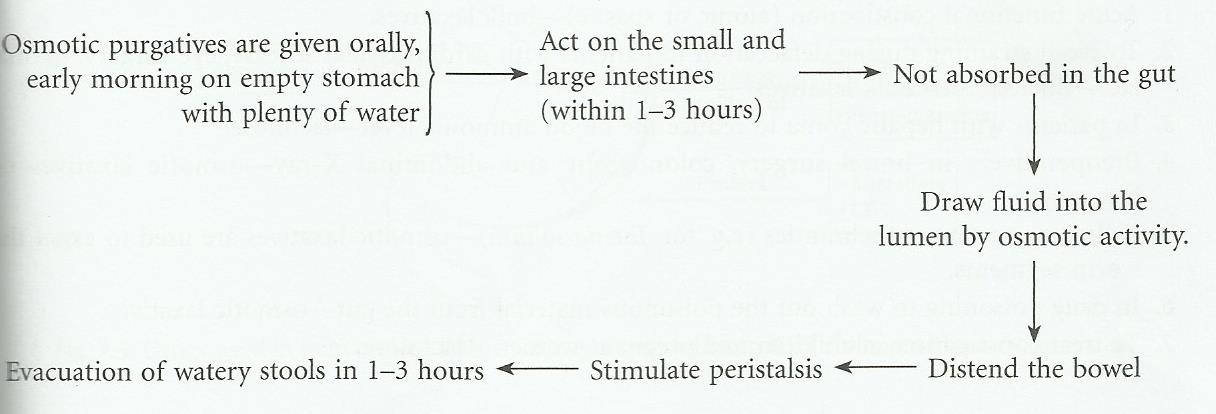 Osmotic purgatives are given orally,
early morning on empty stomach
with plenty of water
Act on the small and
large intestines
(within 1–3 hours)
Not absorbed in the gut
Draw fluid into the
lumen by osmotic activity.
Distend the bowel
Stimulate peristalsis
Evacuation of watery stools in 1–3 hours